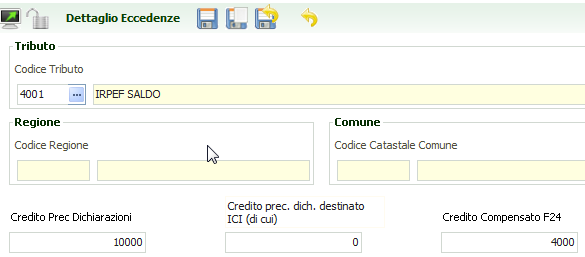 Dettaglio Eccedenze
Tributo
Codice Tributo
4001 ... IRPEF SALDO
Regione
Comune
Codice Regione
Codice Catastale Comune
Credito Prec Dichiarazioni
Credito prec. dich. destinato
ICI (di cui)
Credito Compensato F24
10000
0
4000